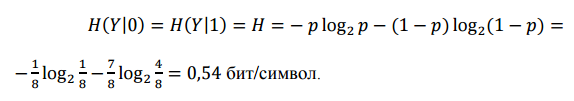 H(Y|0) = H(Y|1) = H = − p log₂ p − (1 − p) log₂(1 − p) =
−1/8 log₂ 1/8 − 7/8 log₂ 4/8 = 0,54 бит/символ.